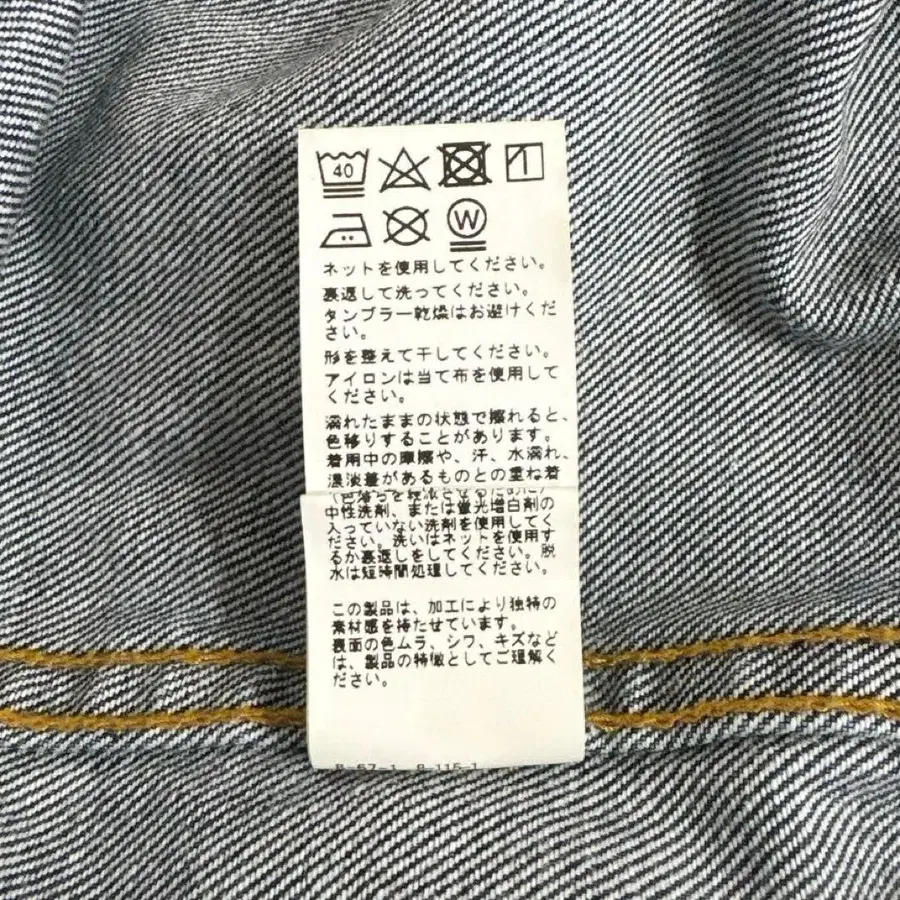 40
W
ネットを使用してください。
裏返して洗ってください。
タンブラー乾燥はお避けくだ
さい。
形を整えて干してください。
アイロンは当て布を使用して
ください。
濡れたままの状態で擦れると、
色移りすることがあります。
着用中の摩擦や、汗、水濡れ、
濃淡差があるものとの重ね着
中性洗剤、または蛍光増白剤の
入っていない洗剤を使用してく
ださい。洗いはネットを使用す
るか裏返しをしてください。脱
水は短時間処理してください。
この製品は、加工により独特の
素材感を持たせています。
表面の色ムラ、シワ、キズなど
は、製品の特徴としてご理解く
ださい。